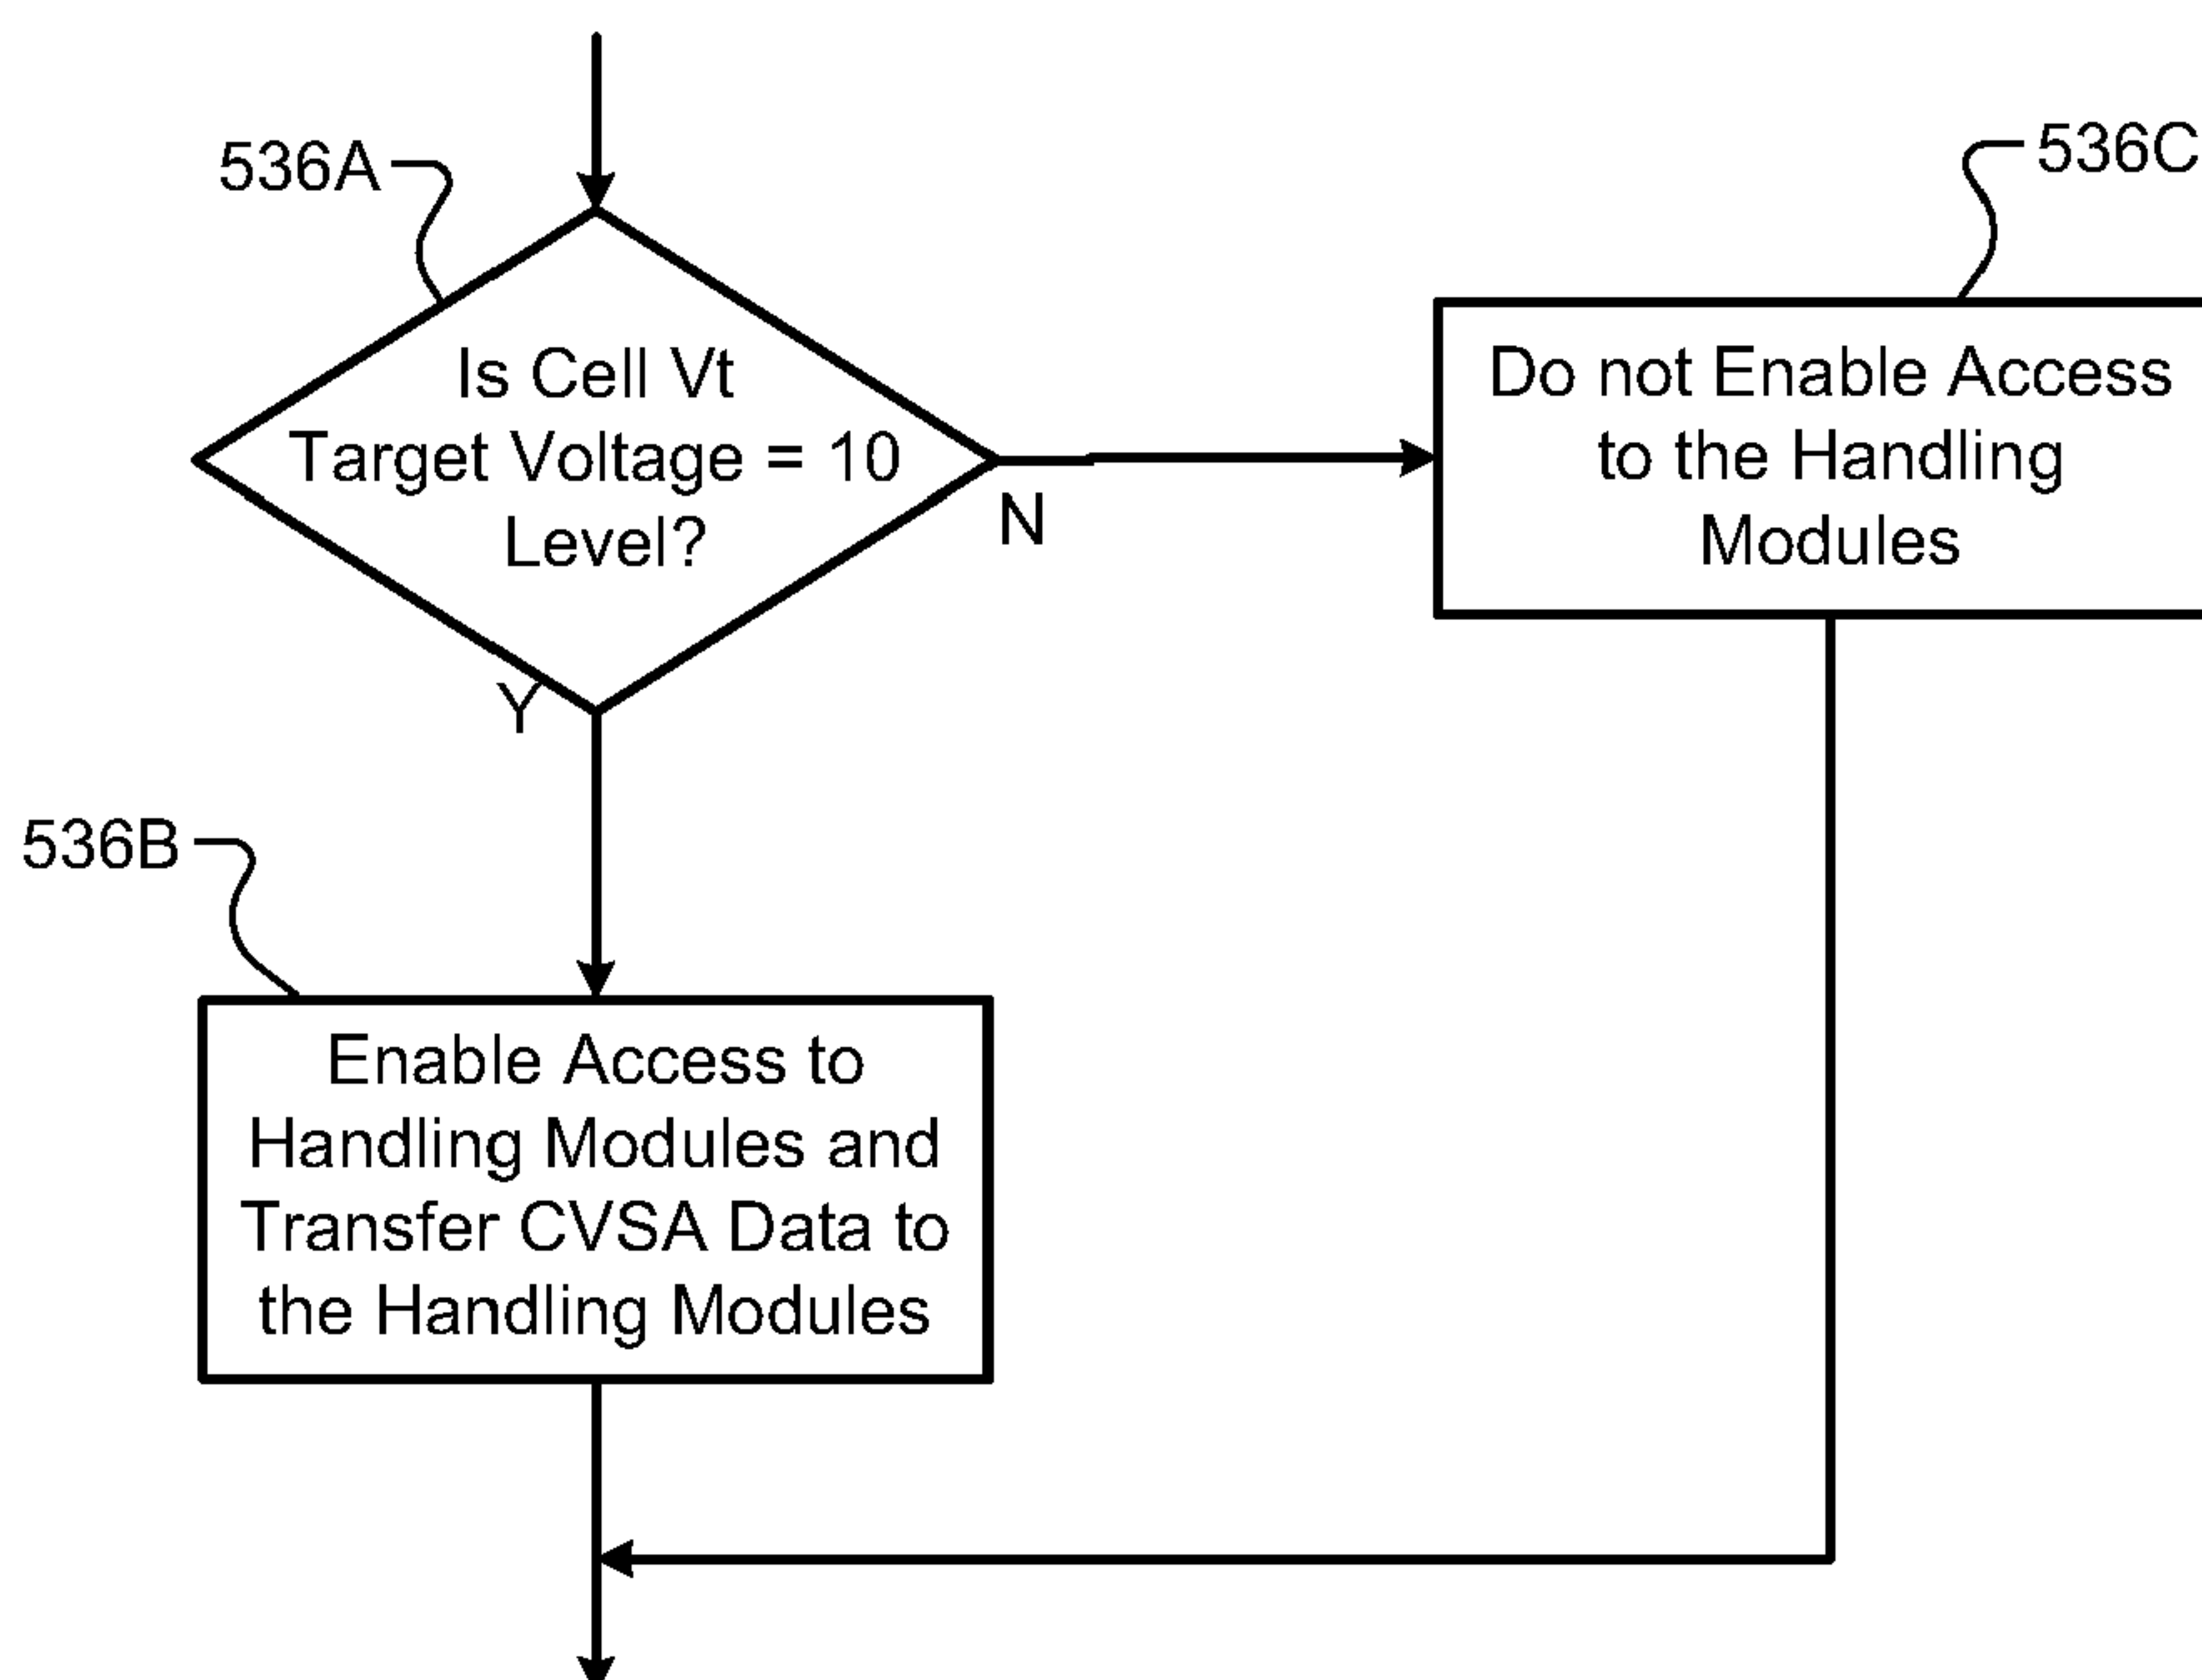 536A
Is Cell Vt
Target Voltage = 10
Level?
N
Y
536C
Do not Enable Access
to the Handling
Modules
536B
Enable Access to
Handling Modules and
Transfer CVSA Data to
the Handling Modules